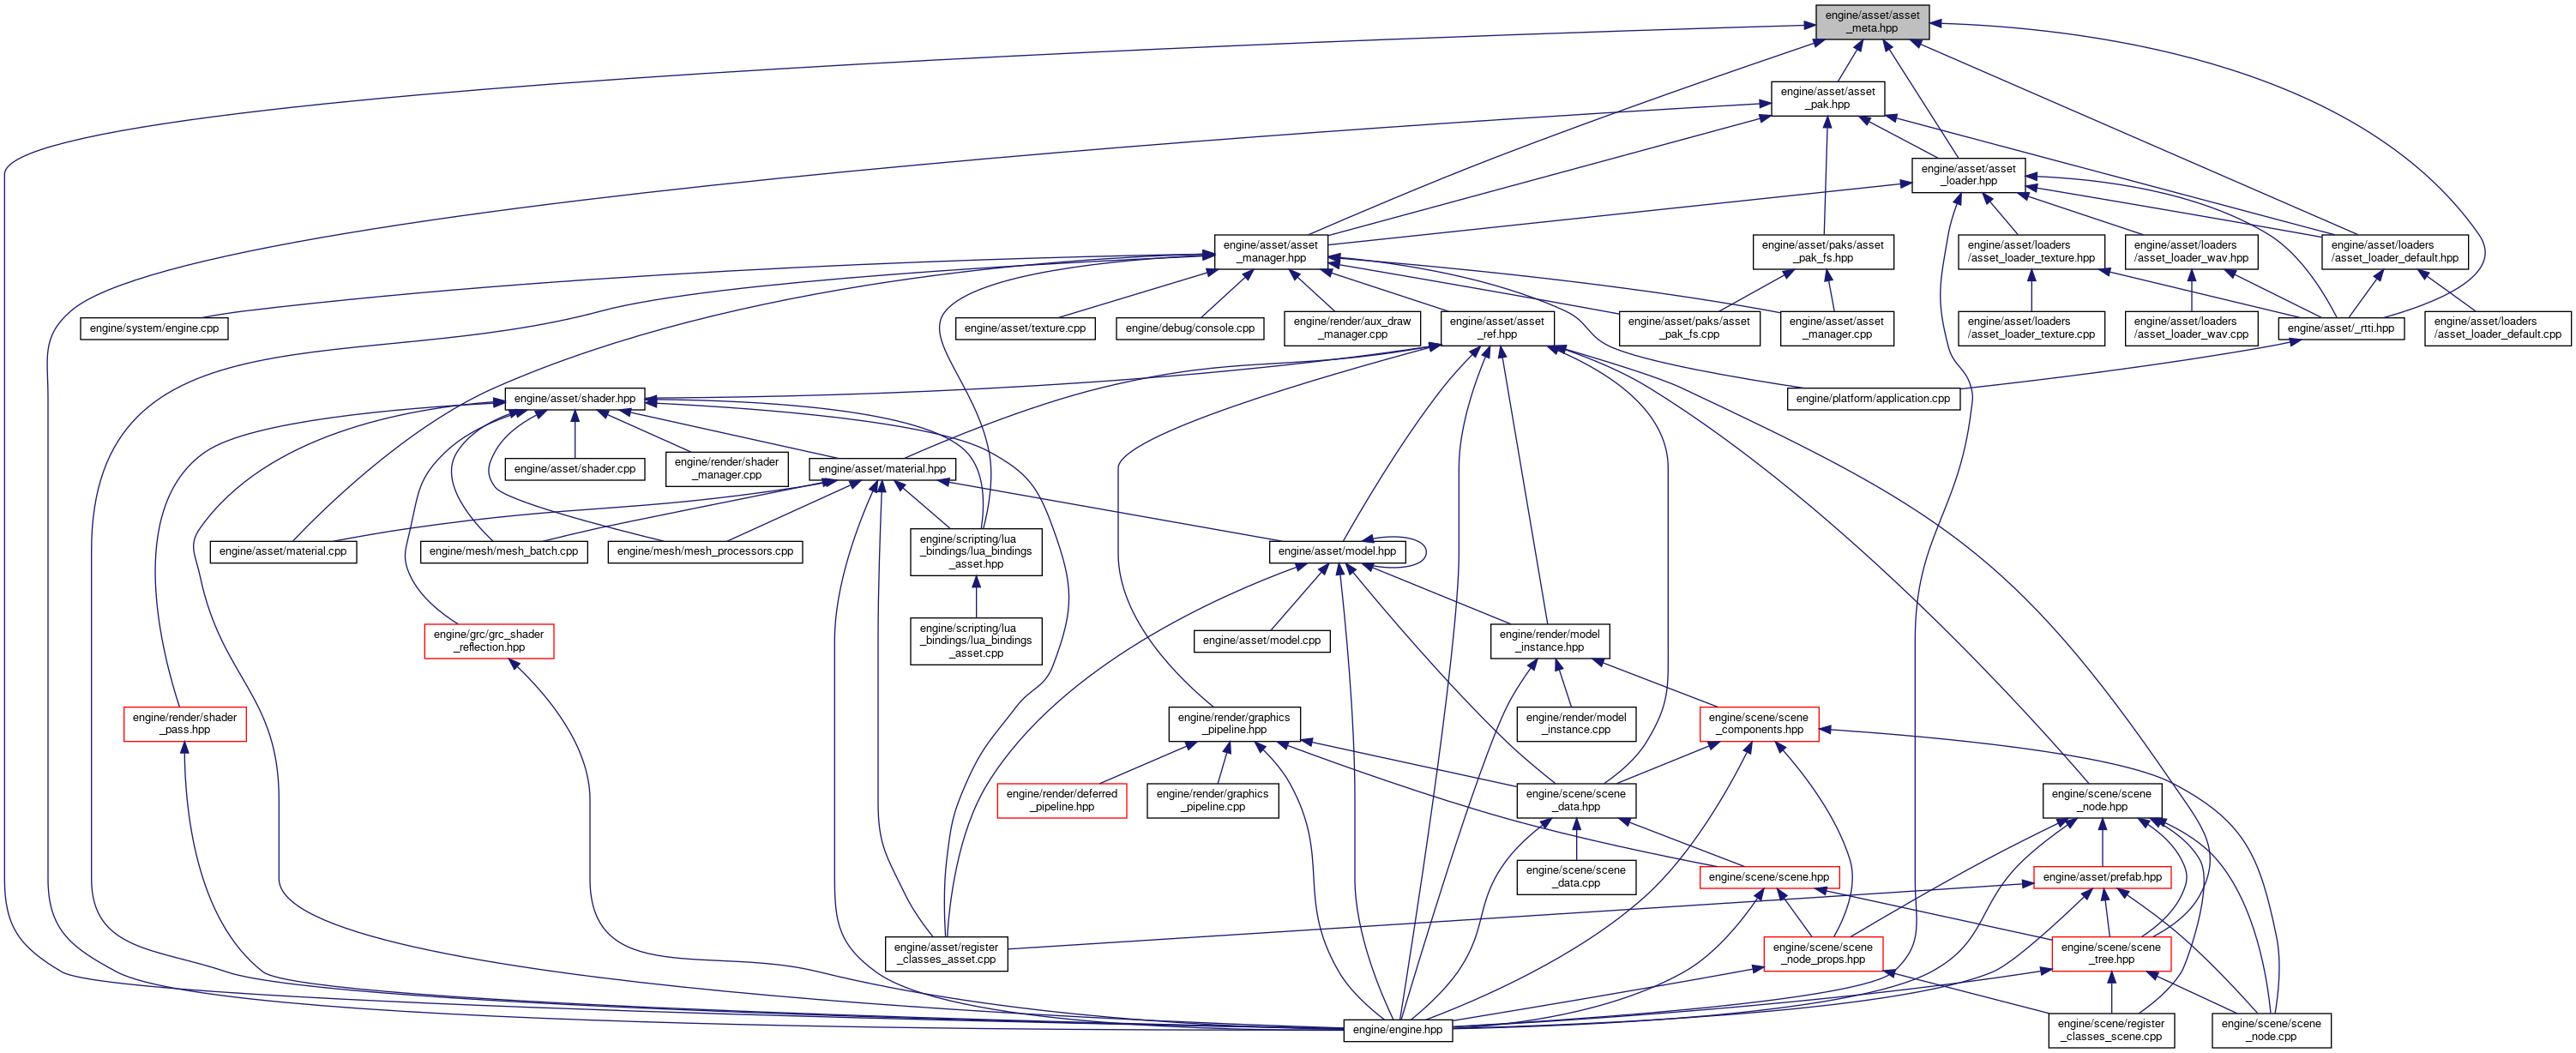 engine/asset/asset
_meta.hpp
engine/asset/asset
_pak.hpp
engine/asset/asset
_loader.hpp
engine/asset/asset
_manager.hpp
engine/asset/paks/asset
_pak_fs.hpp
engine/asset/loaders
/asset_loader_texture.hpp
engine/asset/loaders
/asset_loader_wav.hpp
engine/asset/loaders
/asset_loader_default.hpp
engine/system/engine.cpp
engine/asset/texture.cpp
engine/debug/console.cpp
engine/render/aux_draw
_manager.cpp
engine/asset/asset
_ref.hpp
engine/asset/paks/asset
_pak_fs.cpp
engine/asset/asset
_manager.cpp
engine/asset/loaders
/asset_loader_texture.cpp
engine/asset/loaders
/asset_loader_wav.cpp
engine/asset/_rtti.hpp
engine/asset/loaders
/asset_loader_default.cpp
engine/asset/shader.hpp
engine/platform/application.cpp
engine/asset/shader.cpp
engine/render/shader
_manager.cpp
engine/asset/material.hpp
engine/asset/material.cpp
engine/mesh/mesh_batch.cpp
engine/mesh/mesh_processors.cpp
engine/scripting/lua
_bindings/lua_bindings
_asset.hpp
engine/asset/model.hpp
engine/grc/grc_shader
_reflection.hpp
engine/scripting/lua
_bindings/lua_bindings
_asset.cpp
engine/asset/model.cpp
engine/render/model
_instance.hpp
engine/render/shader
_pass.hpp
engine/render/graphics
_pipeline.hpp
engine/render/model
_instance.cpp
engine/scene/scene
_components.hpp
engine/render/deferred
_pipeline.hpp
engine/render/graphics
_pipeline.cpp
engine/scene/scene
_data.hpp
engine/scene/scene
_node.hpp
engine/scene/scene
_data.cpp
engine/scene/scene.hpp
engine/asset/prefab.hpp
engine/asset/register
_classes_asset.cpp
engine/scene/scene
_node_props.hpp
engine/scene/scene
_tree.hpp
engine/engine.hpp
engine/scene/register
_classes_scene.cpp
engine/scene/scene
_node.cpp